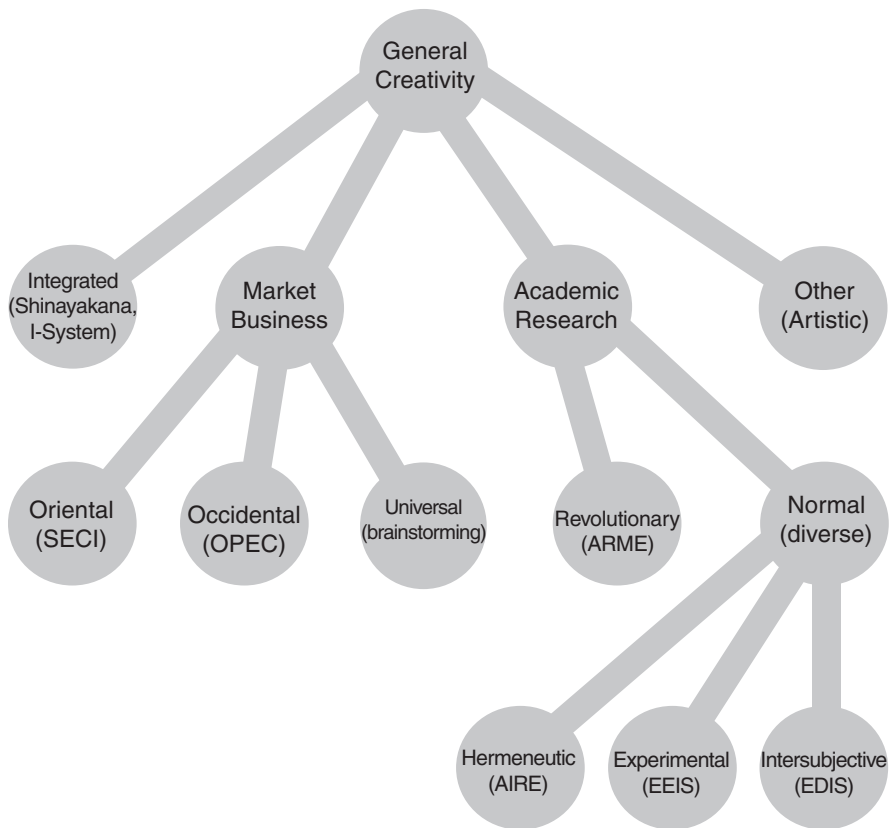 General
Creativity
Integrated
(Shinayakana,
I-System)
Market
Business
Academic
Research
Other
(Artistic)
Oriental
(SECI)
Occidental
(OPEC)
Universal
(brainstorming)
Revolutionary
(ARME)
Normal
(diverse)
Hermeneutic
(AIRE)
Experimental
(EEIS)
Intersubjective
(EDIS)